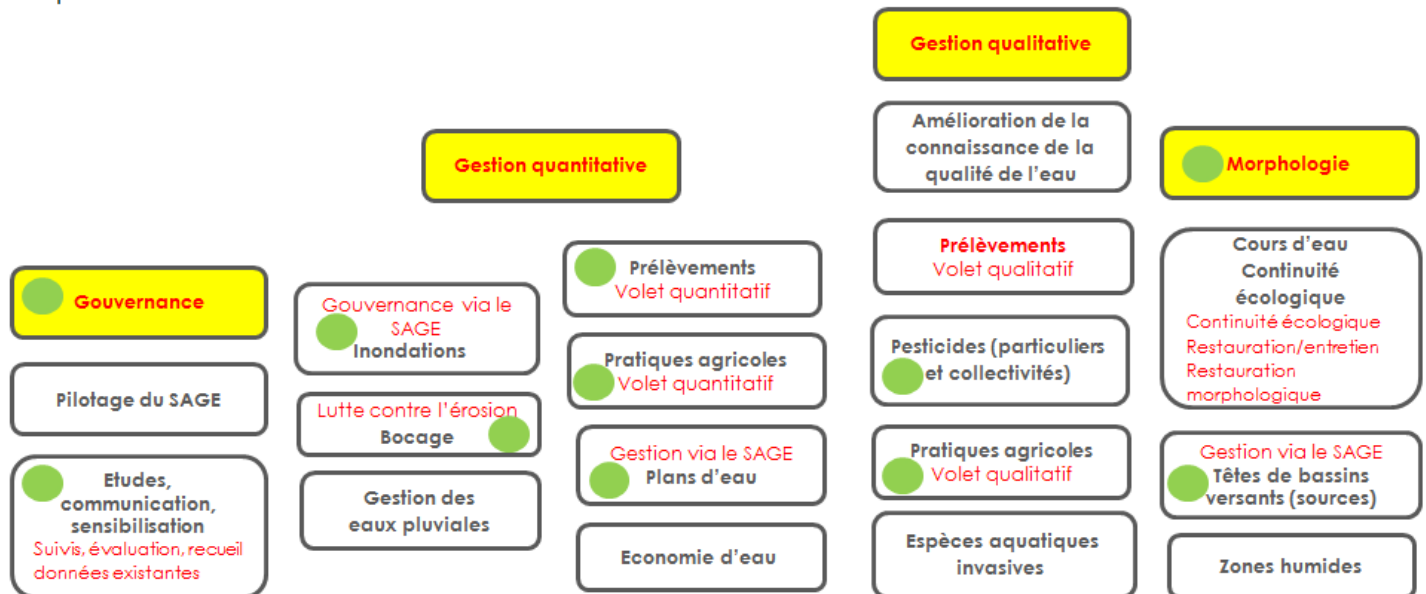 Gouvernance
Pilotage du SAGE
Etudes,
communication,
sensibilisation
Suivis, évaluation, recueil
données existantes
Gestion quantitative
Gouvernance via le
SAGE
Inondations
Lutte contre l'érosion
Bocage
Gestion des
eaux pluviales
Prélèvements
Volet quantitatif
Pratiques agricoles
Volet quantitatif
Gestion via le SAGE
Plans d'eau
Economie d'eau
Gestion qualitative
Amélioration de la
connaissance de la
qualité de l'eau
Prélèvements
Volet qualitatif
Pesticides (particuliers
et collectivités)
Pratiques agricoles
Volet qualitatif
Espèces aquatiques
invasives
Morphologie
Cours d'eau
Continuité
écologique
Continuité écologique
Restauration/entretien
Restauration
morphologique
Gestion via le SAGE
Têtes de bassins
versants (sources)
Zones humides